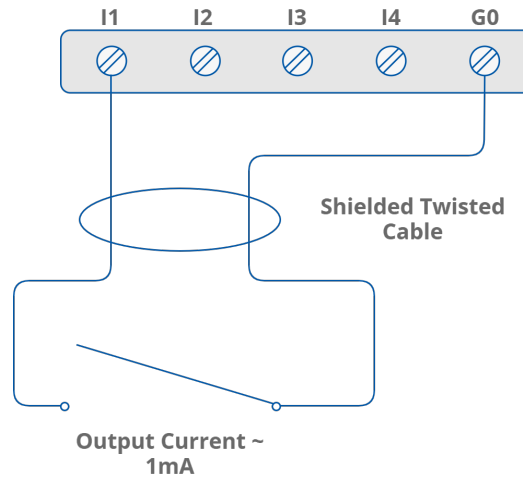 I1 I2 I3 I4 G0
Shielded Twisted
Cable
Output Current ~
1mA